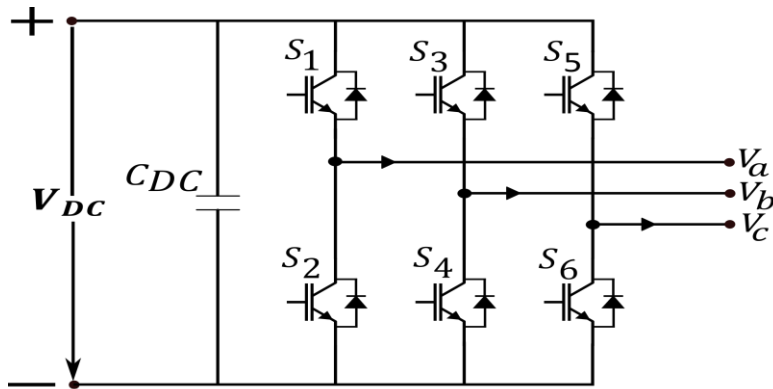 +
S1 S3 S5
Va
CDC
VDC
Vb
Vc
S2 S4 S6
—